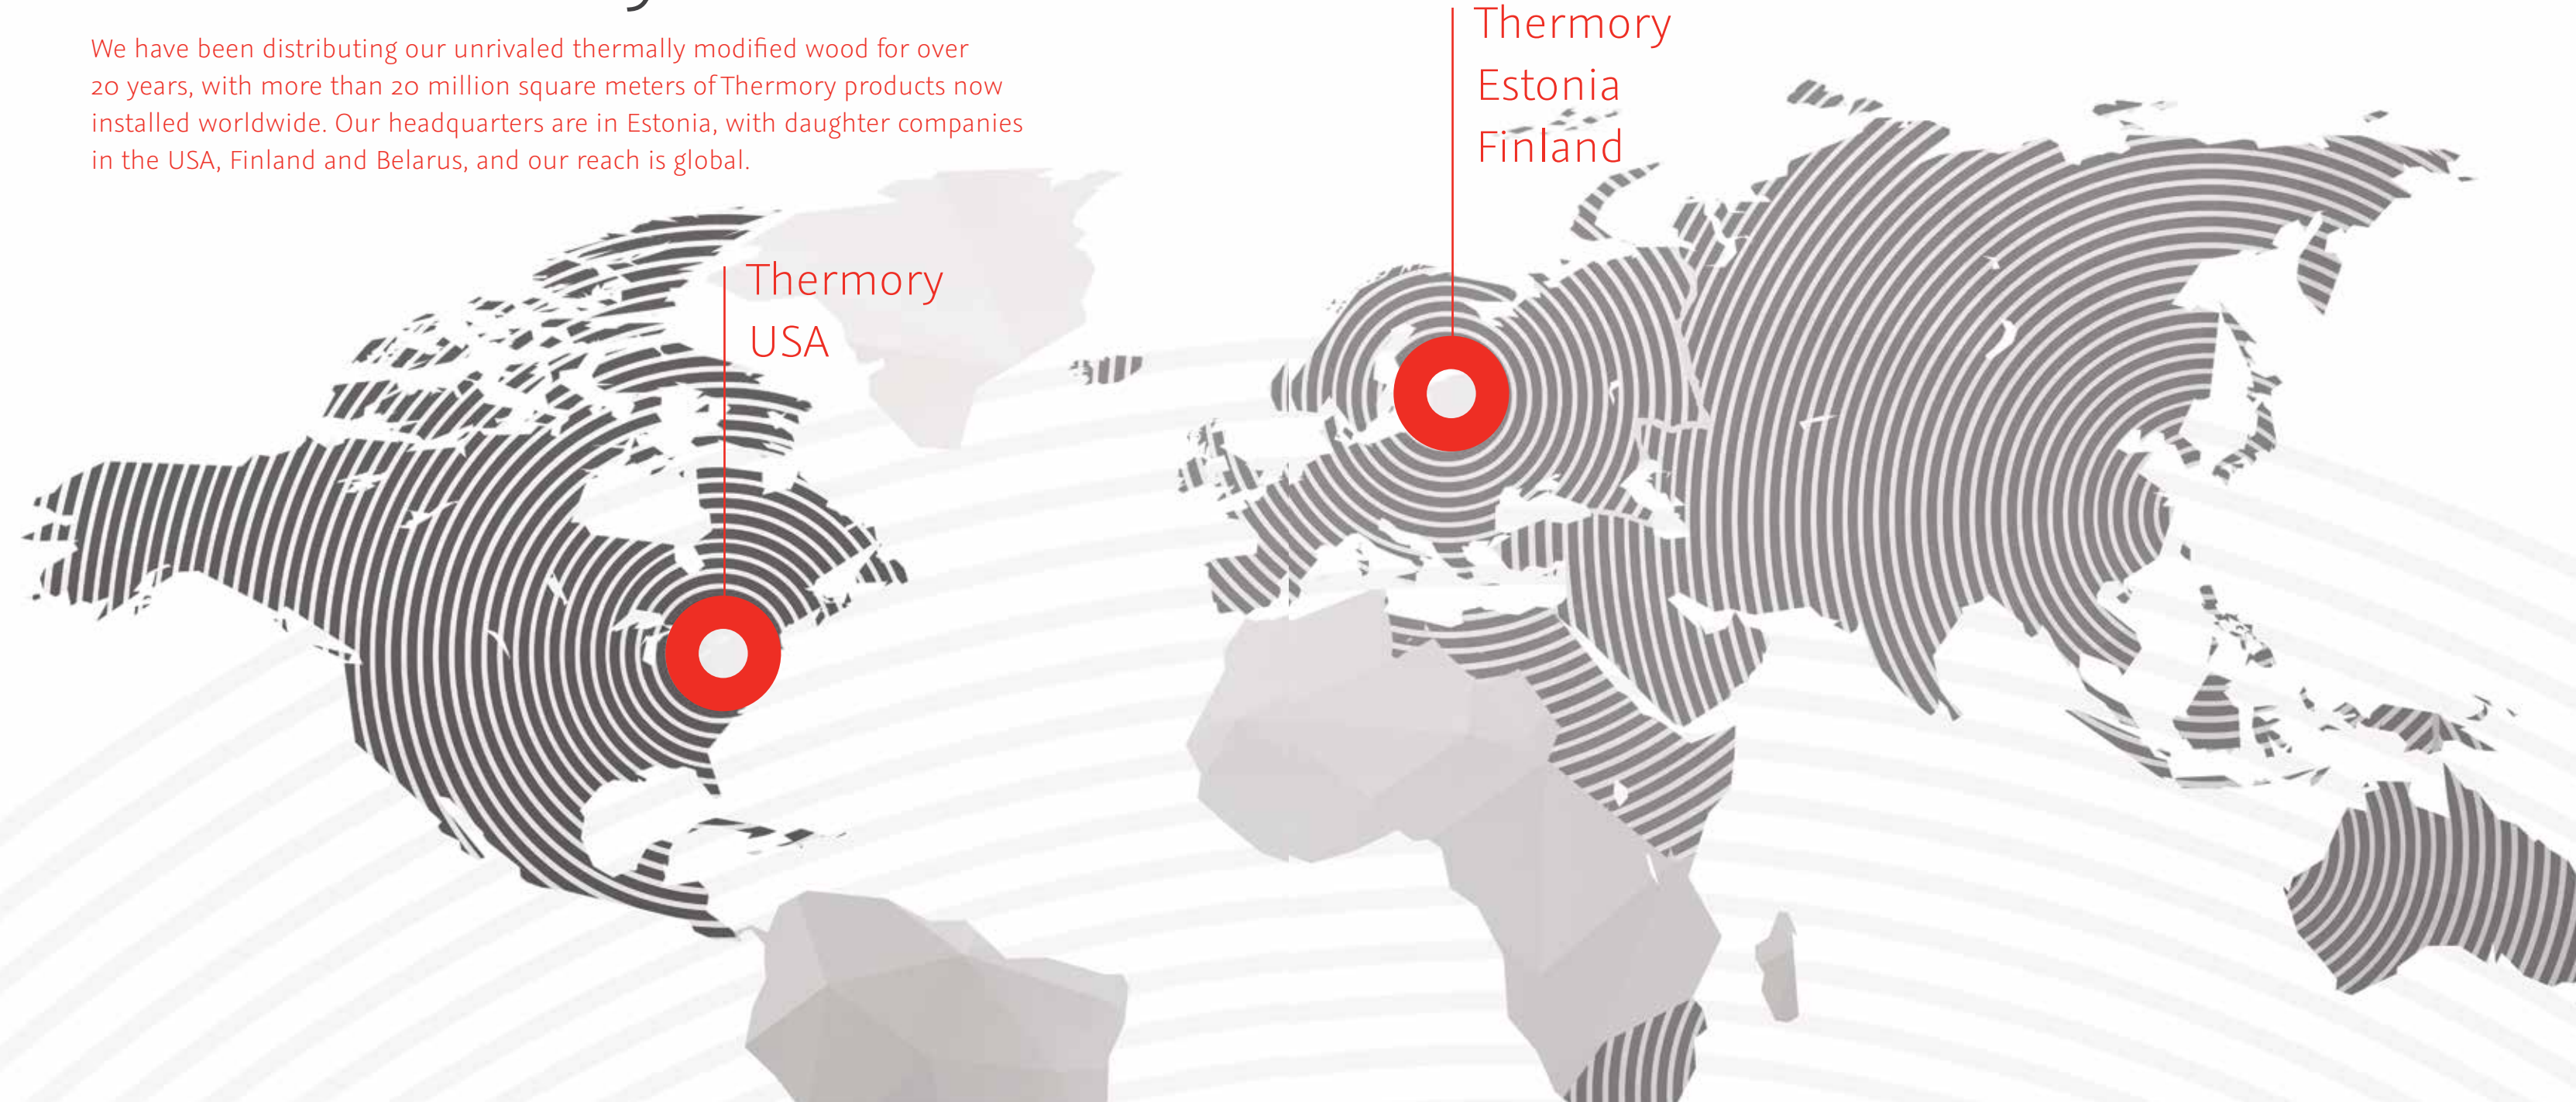 We have been distributing our unrivaled thermally modified wood for over
20 years, with more than 20 million square meters of Thermory products now
installed worldwide. Our headquarters are in Estonia, with daughter companies
in the USA, Finland and Belarus, and our reach is global.
Thermory
Estonia
Finland
Thermory
USA